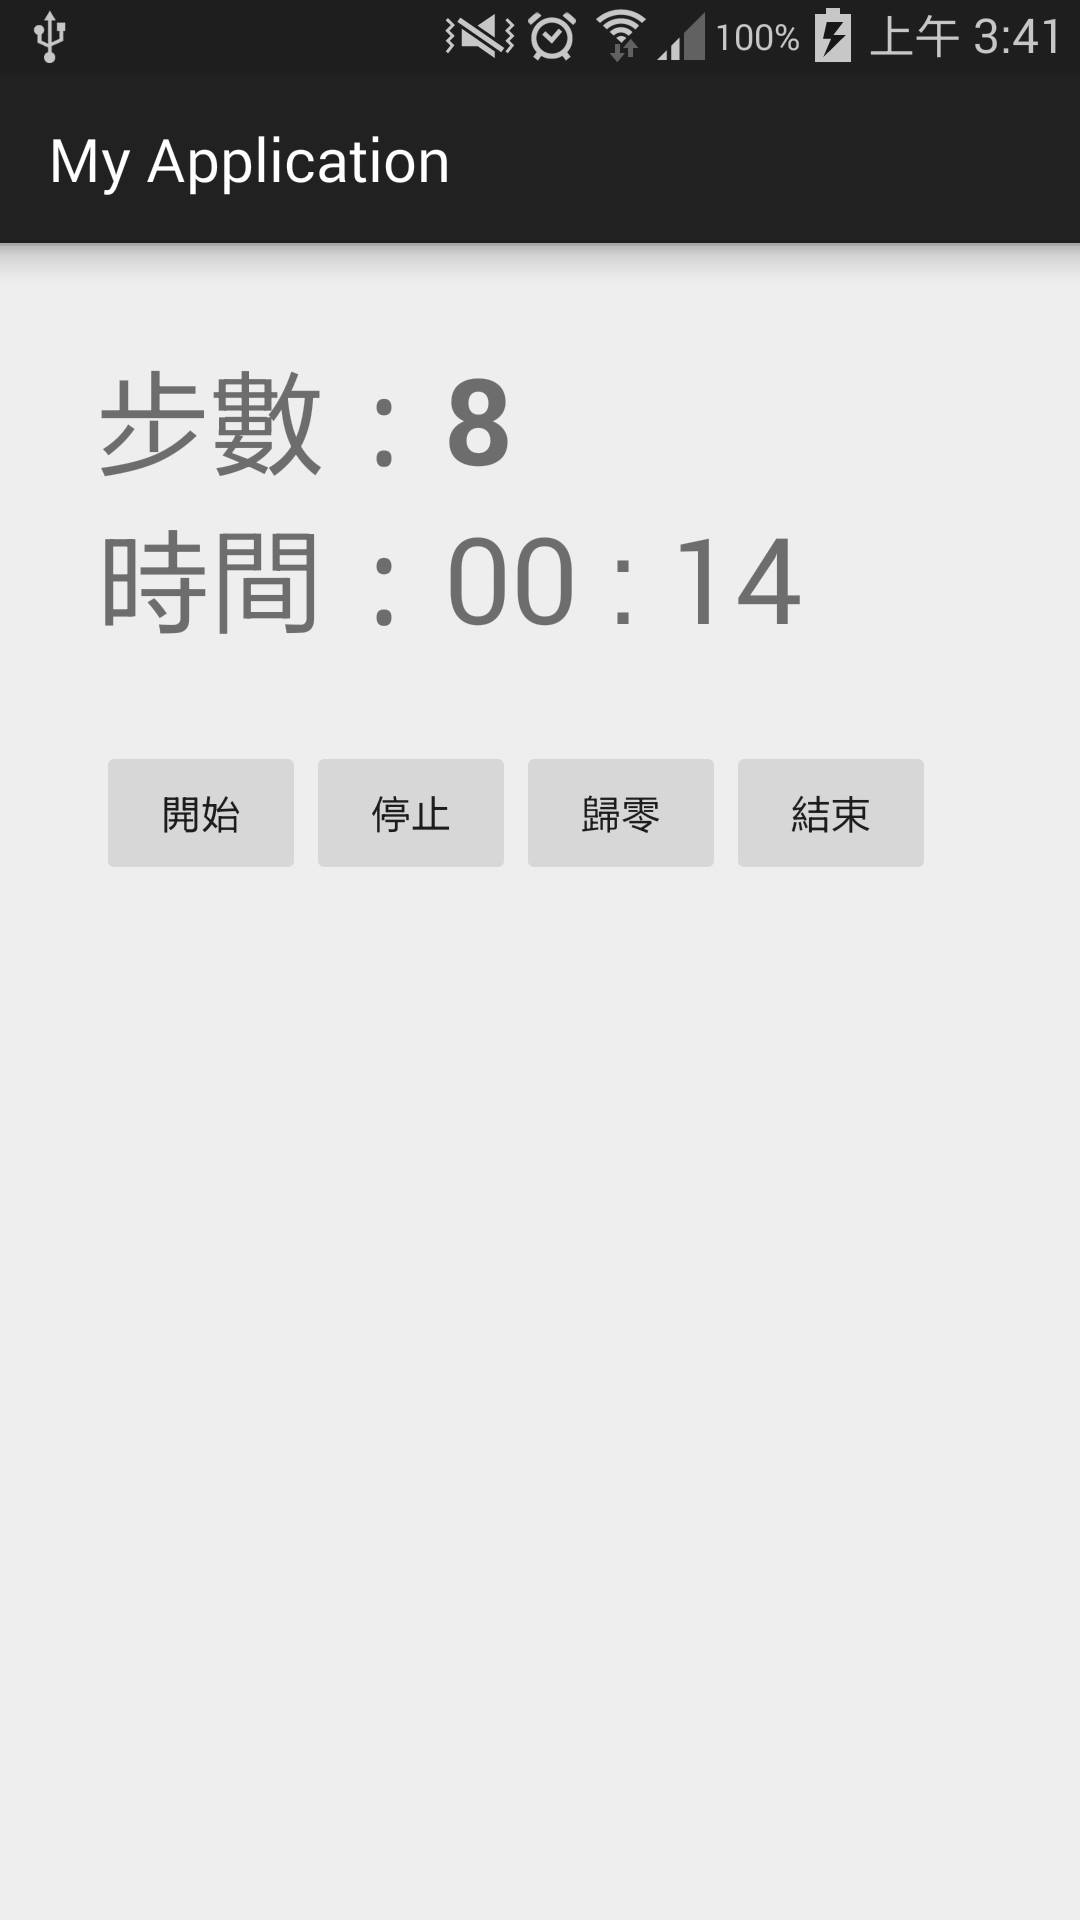 100% 上午 3:41
My Application
步數 : 8
時間 : 00 : 14
開始 停止 歸零 結束